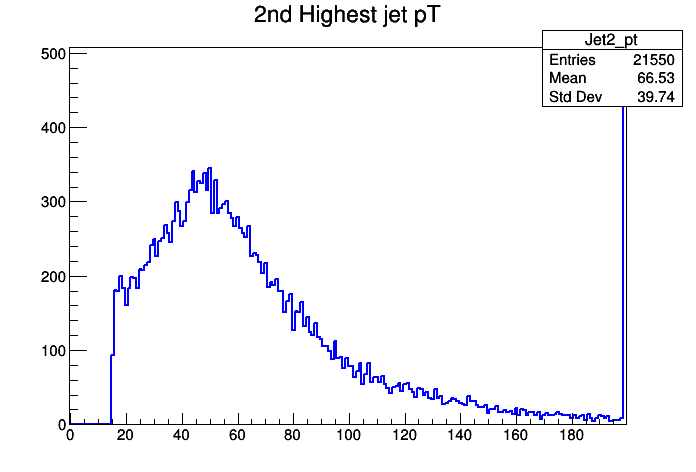 2nd Highest jet pT
Jet2_pt
Entries 21550
Mean 66.53
Std Dev 39.74
500
400
300
200
100
0
0 20 40 60 80 100 120 140 160 180